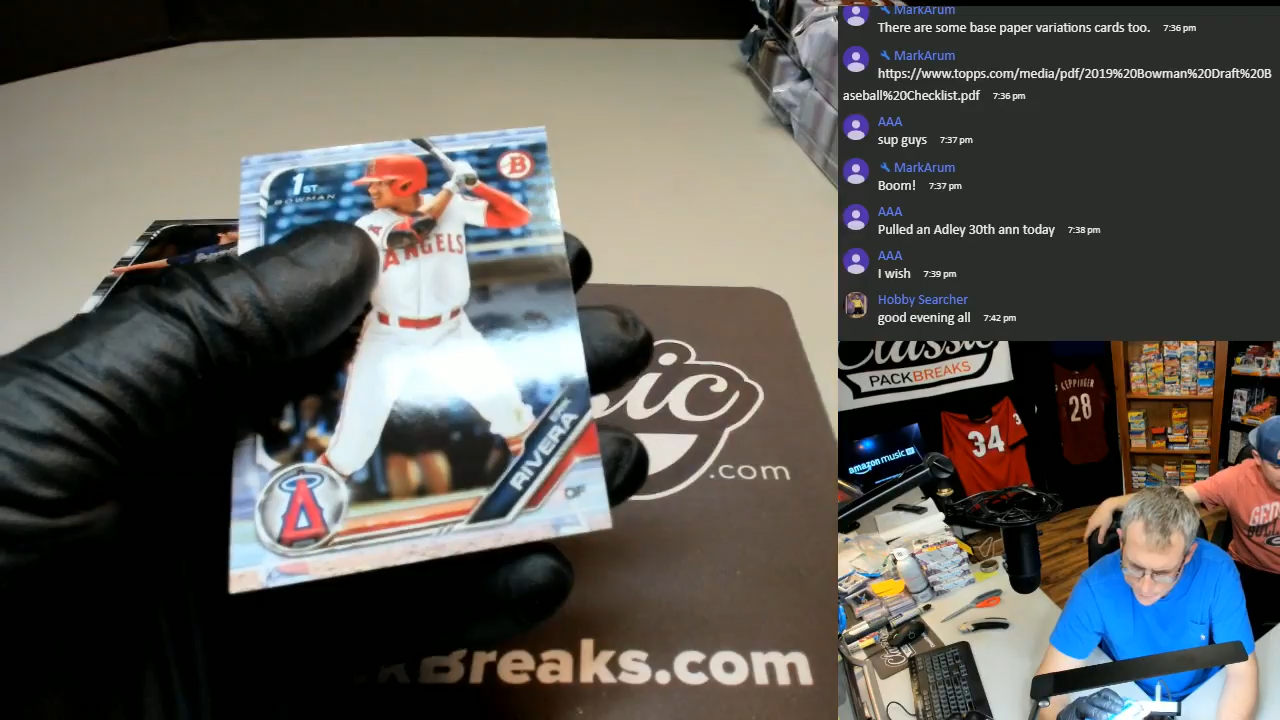 1ST
BOWMAN
B
ANGELS
RIVERA
OF
A
ic
.com
Breaks.com
MarkArum
There are some base paper variations cards too. 7:36 pm
MarkArum
https://www.topps.com/media/pdf/2019%20Bowman%20Draft%20B
aseball%20Checklist.pdf 7:36 pm
AAA
sup guys 7:37 pm
MarkArum
Boom! 7:37 pm
AAA
Pulled an Adley 30th ann today 7:38 pm
AAA
I wish 7:39 pm
Hobby Searcher
good evening all 7:42 pm
Classic
PACKBREAKS
KEPPINGER
28
34
3
amazon music
GEO